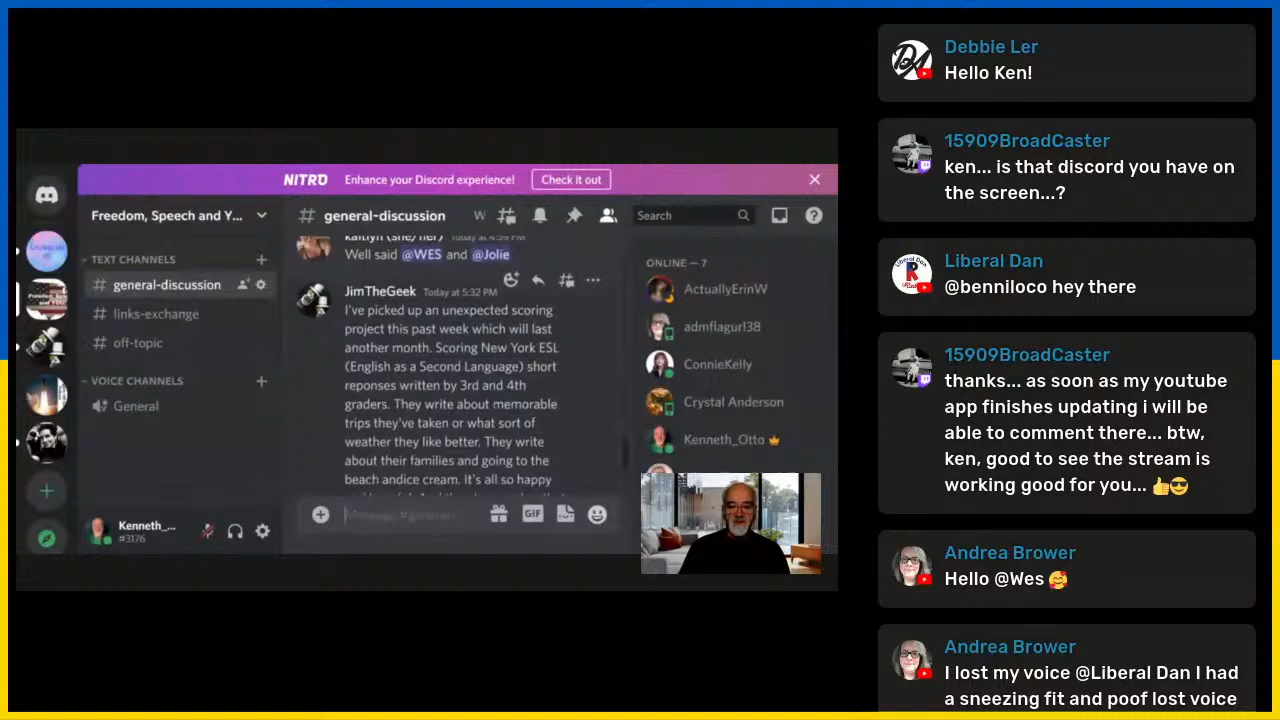 NITRO Enhance your Discord experience! Check it out
Freedom, Speech and Y...
TEXT CHANNELS
general-discussion
links-exchange
off-topic
VOICE CHANNELS
General
Kenneth_...
#3176
general-discussion
W
Search
kaitlyn (she/her) Today at 4:59 PM
Well said @WES and @Jolie
JimTheGeek Today at 5:32 PM
I've picked up an unexpected scoring
project this past week which will last
another month. Scoring New York ESL
(English as a Second Language) short
reponses written by 3rd and 4th
graders. They write about memorable
trips they've taken or what sort of
weather they like better. They write
about their families and going to the
beach andice cream. It's all so happy
GIF
ONLINE — 7
ActuallyErinW
admflagurl38
ConnieKelly
Crystal Anderson
Kenneth_Otto
Debbie Ler
Hello Ken!
15909BroadCaster
ken... is that discord you have on
the screen...?
Liberal Dan
@benniloco hey there
15909BroadCaster
thanks... as soon as my youtube
app finishes updating i will be
able to comment there... btw,
ken, good to see the stream is
working good for you... 👍😎
Andrea Brower
Hello @Wes 🥰
Andrea Brower
I lost my voice @Liberal Dan I had
a sneezing fit and poof lost voice